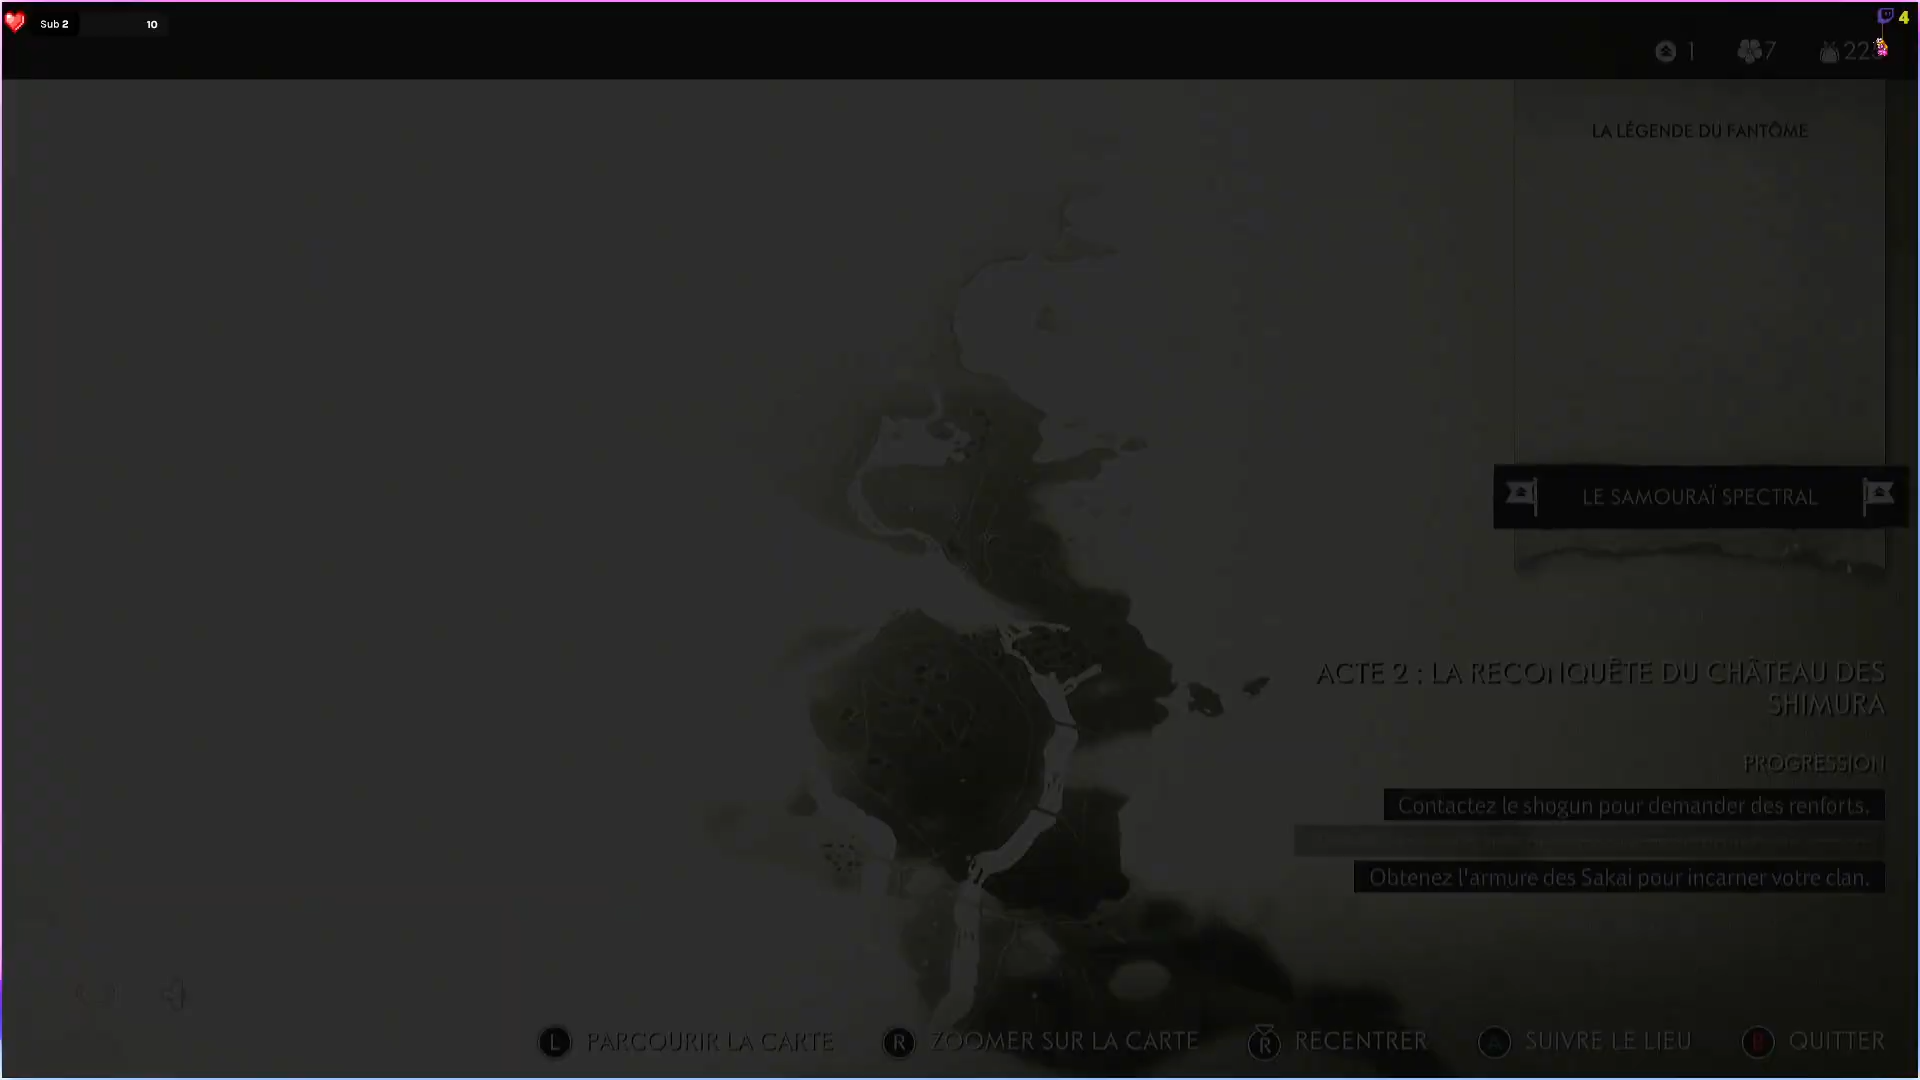 Sub 2 10
4
1 7 22
LA LÉGENDE DU FANTÔME
LE SAMOURAÏ SPECTRAL
ACTE 2 : LA RECONQUÊTE DU CHÂTEAU DES
SHIMURA
PROGRESSION
Contactez le shogun pour demander des renforts.
Obtenez l'armure des Sakai pour incarner votre clan.
L PARCOURIR LA CARTE R ZOOMER SUR LA CARTE R RECENTRER A SUIVRE LE LIEU B QUITTER